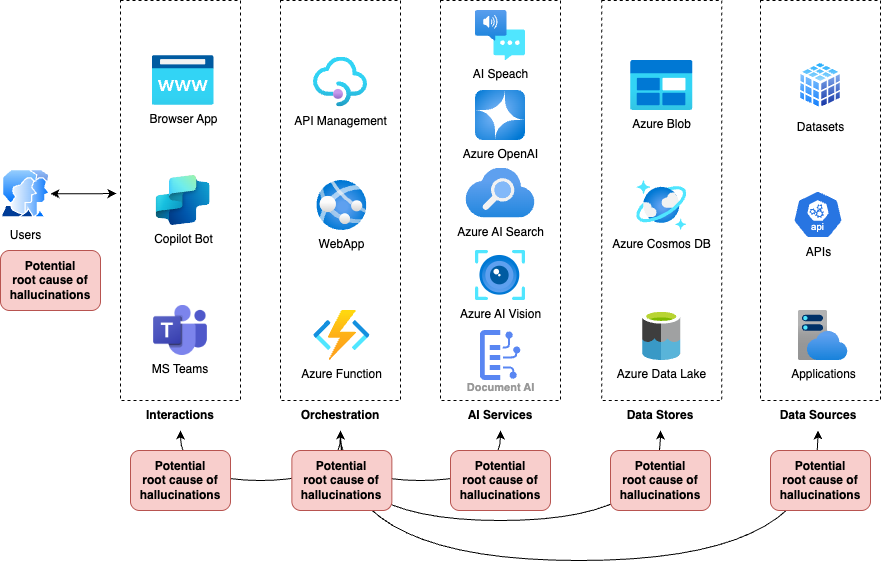 Users
Potential
root cause of
hallucinations
WWW
Browser App
Copilot Bot
T
MS Teams
Interactions
API Management
WebApp
Azure Function
Orchestration
AI Speach
Azure OpenAI
Azure AI Search
Azure AI Vision
Document AI
AI Services
Azure Blob
Azure Cosmos DB
Azure Data Lake
Data Stores
Datasets
api
APIs
Applications
Data Sources
Potential
root cause of
hallucinations
Potential
root cause of
hallucinations
Potential
root cause of
hallucinations
Potential
root cause of
hallucinations
Potential
root cause of
hallucinations